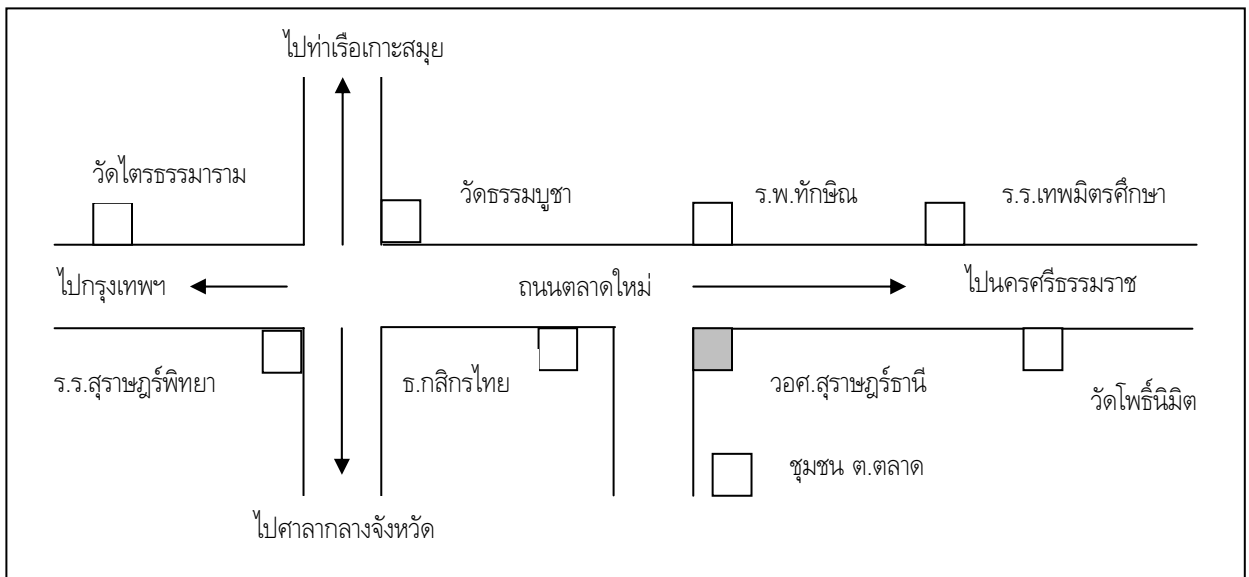 ไปท่าเรือเกาะสมุย
วัดไตรธรรมาราม
วัดธรรมบูชา
ร.พ.ทักษิณ
ร.ร.เทพมิตรศึกษา
ไปกรุงเทพฯ
ถนนตลาดใหม่
ไปนครศรีธรรมราช
ร.ร.สุราษฎร์พิทยา
ธ.กสิกรไทย
วอศ.สุราษฎร์ธานี
วัดโพธิ์นิมิต
ชุมชน ต.ตลาด
ไปศาลากลางจังหวัด